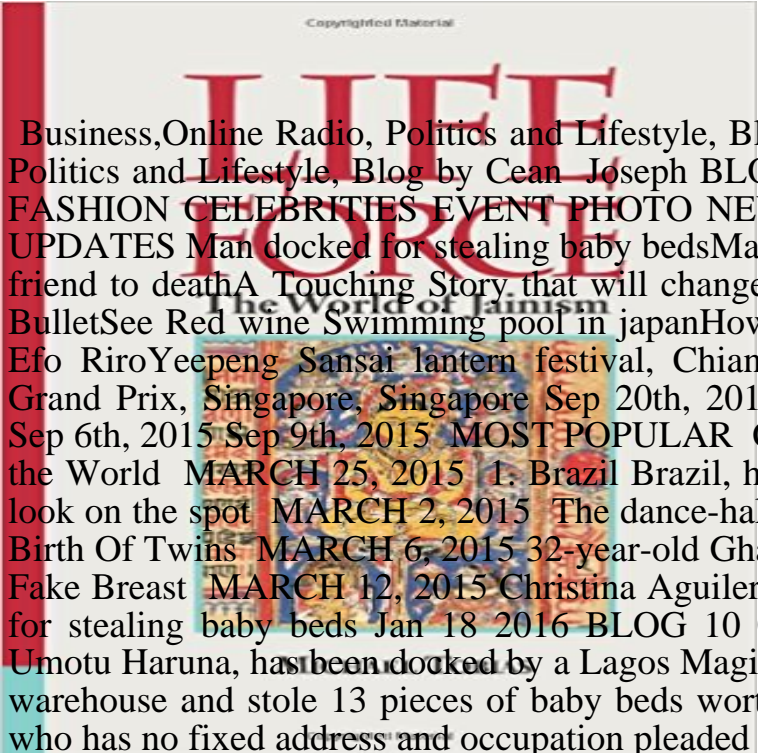 Copyrighted Material
LIFE
Business,Online Radio, Politics and Lifestyle, Bl
Politics and Lifestyle, Blog by Cean Joseph BLO
FASHION CELEBRITIES EVENT PHOTO NE
FORCE
UPDATES Man docked for stealing baby bedsMa
friend to deathA Touching Story that will change
The World of Jainism
BulletSee Red wine Swimming pool in japanHow
Efo RiroYeepeng Sansai lantern festival, Chian
Grand Prix, Singapore, Singapore Sep 20th, 201
Sep 6th, 2015 Sep 9th, 2015 MOST POPULAR
the World MARCH 25, 2015 1. Brazil Brazil, h
look on the spot MARCH 2, 2015 The dance-hal
Birth Of Twins MARCH 6, 2015 32-year-old Gha
Fake Breast MARCH 12, 2015 Christina Aguiler
for stealing baby beds Jan 18 2016 BLOG 10
Umotu Haruna, has been docked by a Lagos Magi
warehouse and stole 13 pieces of baby beds wort
who has no fixed address and occupation pleaded
Copyrighted Material